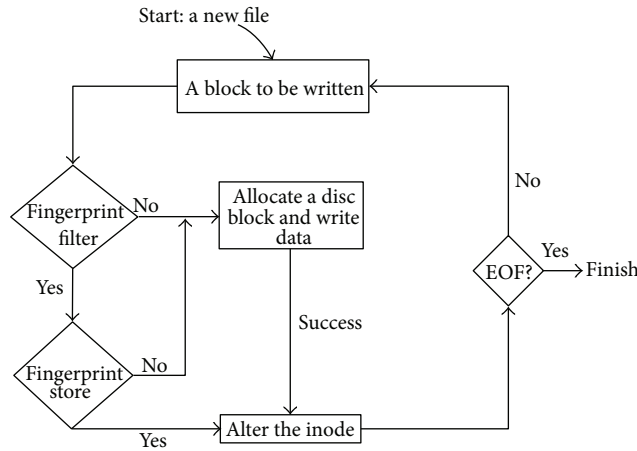 Start: a new file
A block to be written
Fingerprint
filter
No
Allocate a disc
block and write
data
No
EOF?
Yes
Finish
Yes
Success
Fingerprint
store
No
Yes
Alter the inode